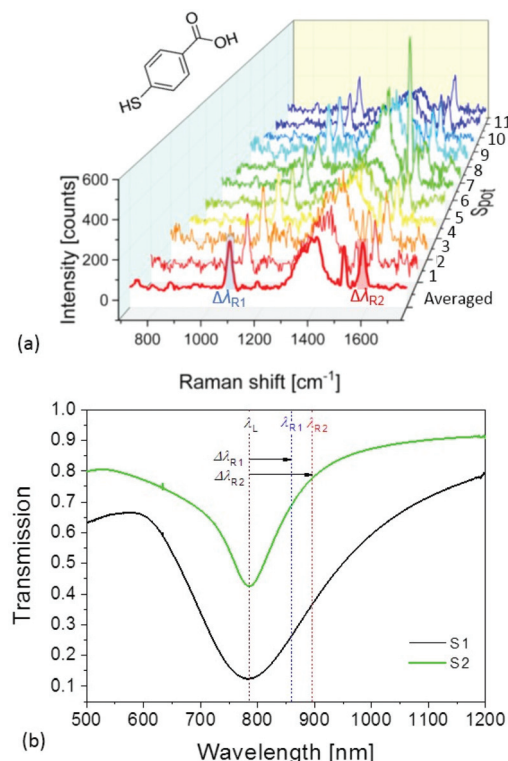 O
OH
HS
600
400
200
0
Intensity [counts]
800 1000 1200 1400 1600
Raman shift [cm⁻¹]
ΔλR1
ΔλR2
Averaged
1
2
3
4
5
6
7
8
9
10
11
Spot
(a)
λL
λR1
λR2
ΔλR1
ΔλR2
1.0
0.9
0.8
0.7
0.6
0.5
0.4
0.3
0.2
0.1
Transmission
S1
S2
500 600 700 800 900 1000 1100 1200
Wavelength [nm]
(b)